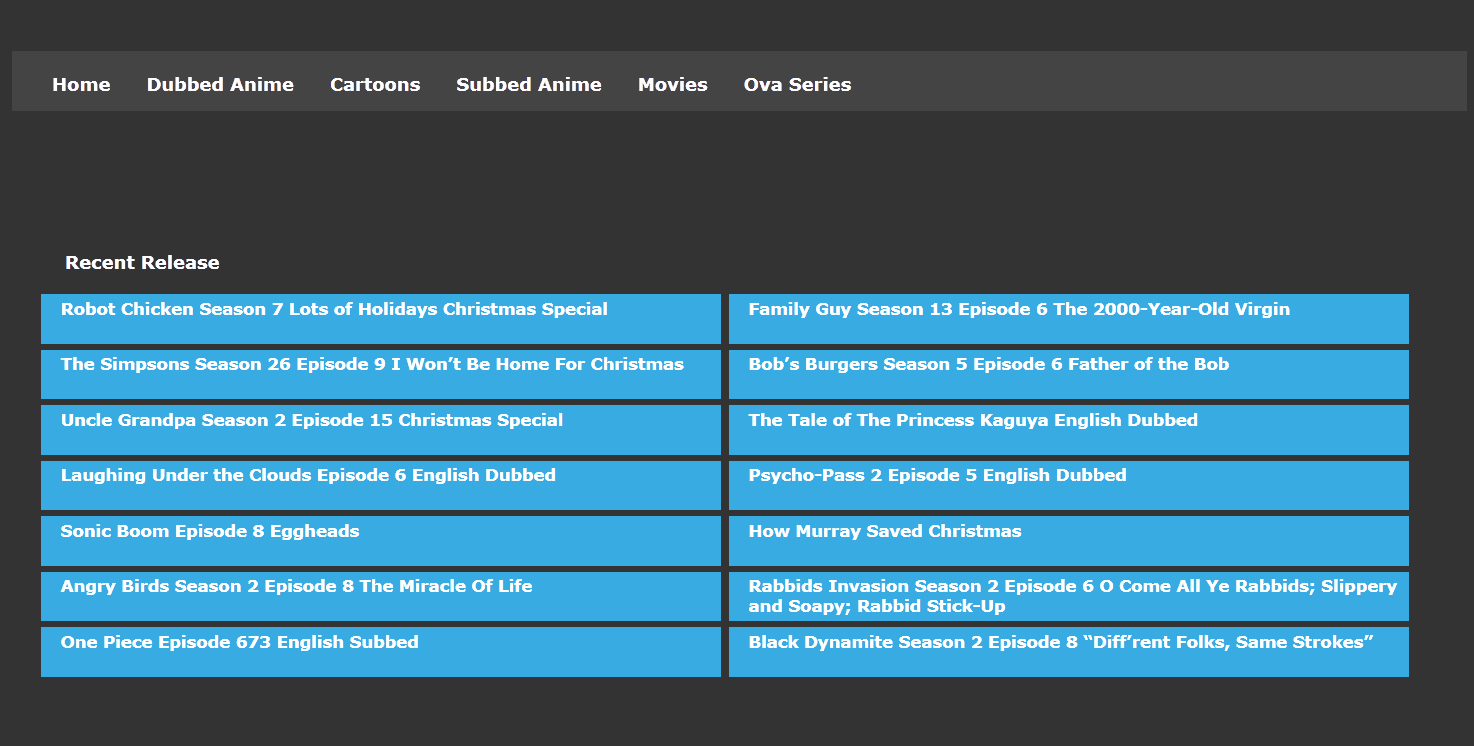 Home Dubbed Anime Cartoons Subbed Anime Movies Ova Series
Recent Release
Robot Chicken Season 7 Lots of Holidays Christmas Special
Family Guy Season 13 Episode 6 The 2000-Year-Old Virgin
The Simpsons Season 26 Episode 9 I Won’t Be Home For Christmas
Bob’s Burgers Season 5 Episode 6 Father of the Bob
Uncle Grandpa Season 2 Episode 15 Christmas Special
The Tale of The Princess Kaguya English Dubbed
Laughing Under the Clouds Episode 6 English Dubbed
Psycho-Pass 2 Episode 5 English Dubbed
Sonic Boom Episode 8 Eggheads
How Murray Saved Christmas
Angry Birds Season 2 Episode 8 The Miracle Of Life
Rabbids Invasion Season 2 Episode 6 O Come All Ye Rabbids; Slippery
and Soapy; Rabbid Stick-Up
One Piece Episode 673 English Subbed
Black Dynamite Season 2 Episode 8 “Diff’rent Folks, Same Strokes”